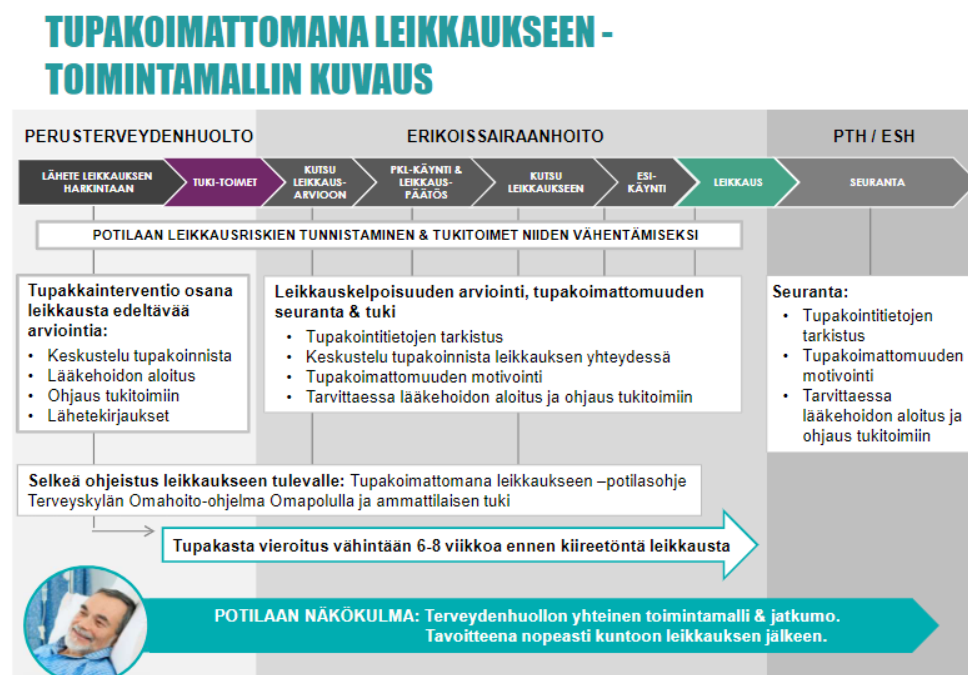 TUPAKOIMATTOMANA LEIKKAUKSEEN -
TOIMINTAMALLIN KUVAUS
PERUSTERVEYDENHUOLTO
ERIKOISSAIRAANHOITO
PTH / ESH
LÄHETE LEIKKAUKSEN
HARKINTAAN
TUKI-TOIMET
KUTSU
LEIKKAUS-
ARVIOON
PKL-KÄYNTI &
LEIKKAUS-
PÄÄTÖS
KUTSU
LEIKKAUKSEEN
ESI-
KÄYNTI
LEIKKAUS
SEURANTA
POTILAAN LEIKKAUSRISKIEN TUNNISTAMINEN & TUKITOIMET NIIDEN VÄHENTÄMISEKSI
Tupakkainterventio osana
leikkausta edeltävää
arviointia:
• Keskustelu tupakoinnista
• Lääkehoidon aloitus
• Ohjaus tukitoimiin
• Lähetekirjaukset
Leikkauskelpoisuuden arviointi, tupakoimattomuuden
seuranta & tuki
• Tupakointitietojen tarkistus
• Keskustelu tupakoinnista leikkauksen yhteydessä
• Tupakoimattomuuden motivointi
• Tarvittaessa lääkehoidon aloitus ja ohjaus tukitoimiin
Seuranta:
• Tupakointitietojen
tarkistus
• Tupakoimattomuuden
motivointi
• Tarvittaessa
lääkehoidon aloitus ja
ohjaus tukitoimiin
Selkeä ohjeistus leikkaukseen tulevalle: Tupakoimattomana leikkaukseen –potilasohje
Terveyskylän Omahoito-ohjelma Omapolulla ja ammattilaisen tuki
Tupakasta vieroitus vähintään 6-8 viikkoa ennen kiireetöntä leikkausta
POTILAAN NÄKÖKULMA: Terveydenhuollon yhteinen toimintamalli & jatkumo.
Tavoitteena nopeasti kuntoon leikkauksen jälkeen.